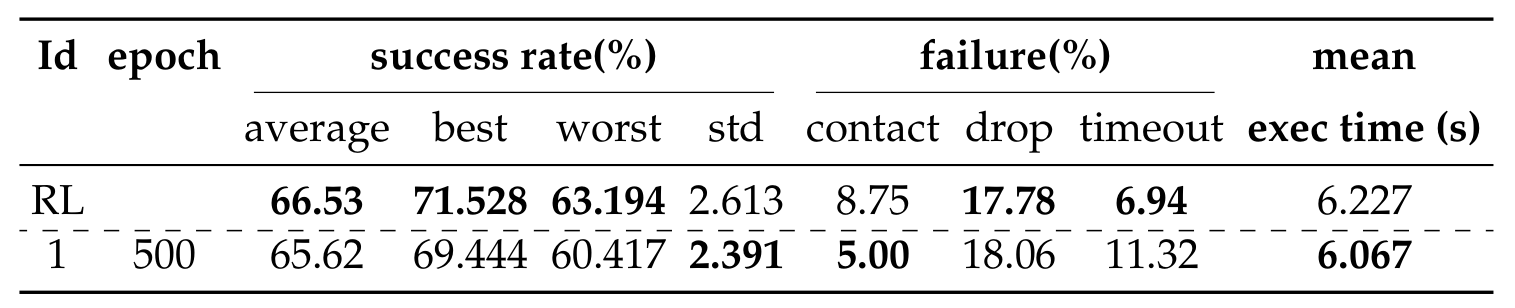 Id epoch success rate(%) failure(%) mean
average best worst std contact drop timeout exec time (s)
RL 66.53 71.528 63.194 2.613 8.75 17.78 6.94 6.227
1 500 65.62 69.444 60.417 2.391 5.00 18.06 11.32 6.067